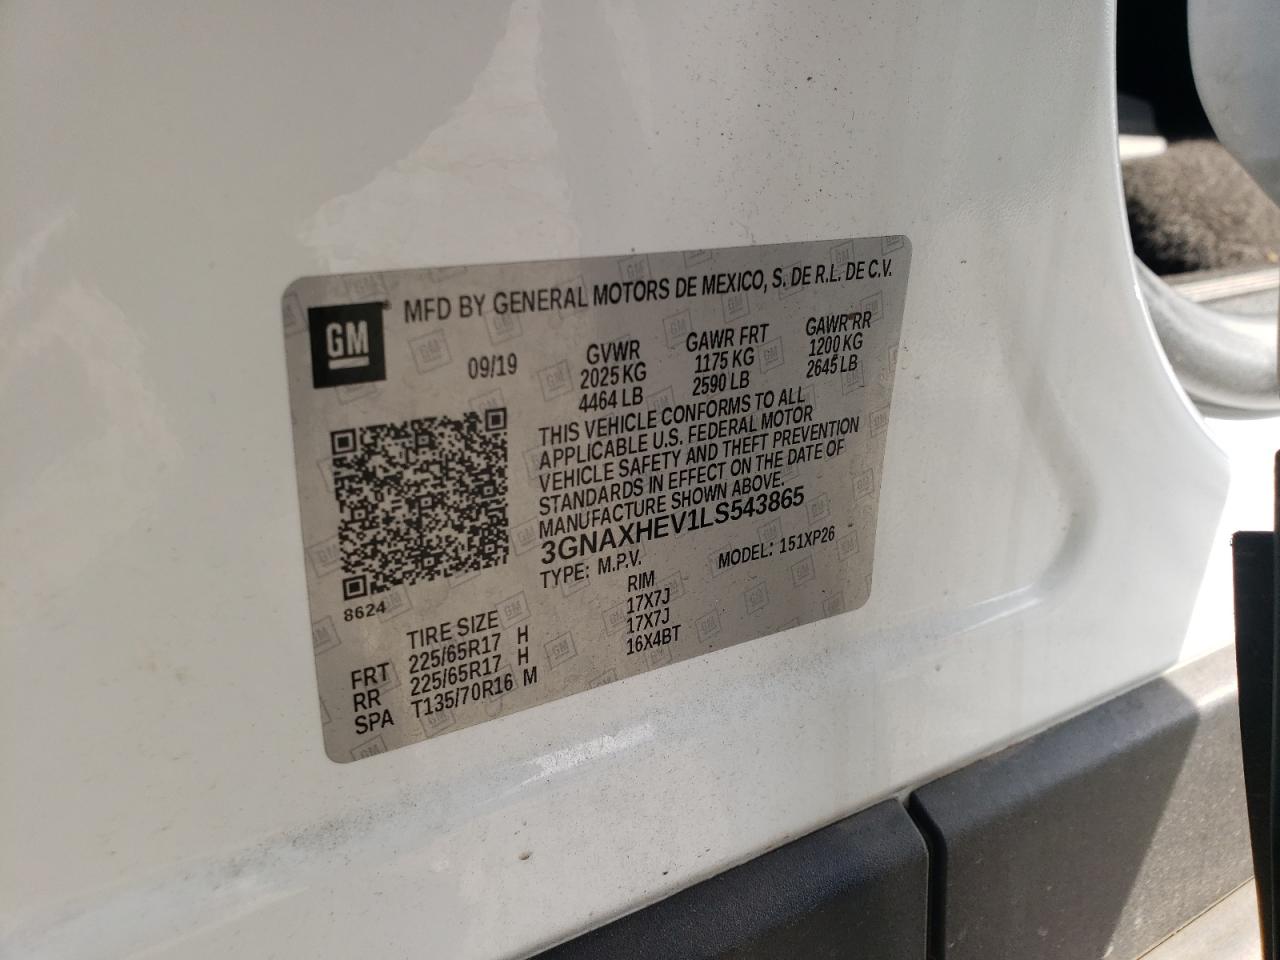 GM
MFD BY GENERAL MOTORS DE MEXICO, S. DE R.L. DE C.V.
09/19 GVWR GAWR FRT GAWR RR
2025 KG 1175 KG 1200 KG
4464 LB 2590 LB 2645 LB
THIS VEHICLE CONFORMS TO ALL
APPLICABLE U.S. FEDERAL MOTOR
VEHICLE SAFETY AND THEFT PREVENTION
STANDARDS IN EFFECT ON THE DATE OF
MANUFACTURE SHOWN ABOVE.
3GNAXHEV1LS543865
TYPE: M.P.V. MODEL: 151XP26
8624
TIRE SIZE RIM
FRT 225/65R17 H 17X7J
RR 225/65R17 H 17X7J
SPA T135/70R16 M 16X4BT